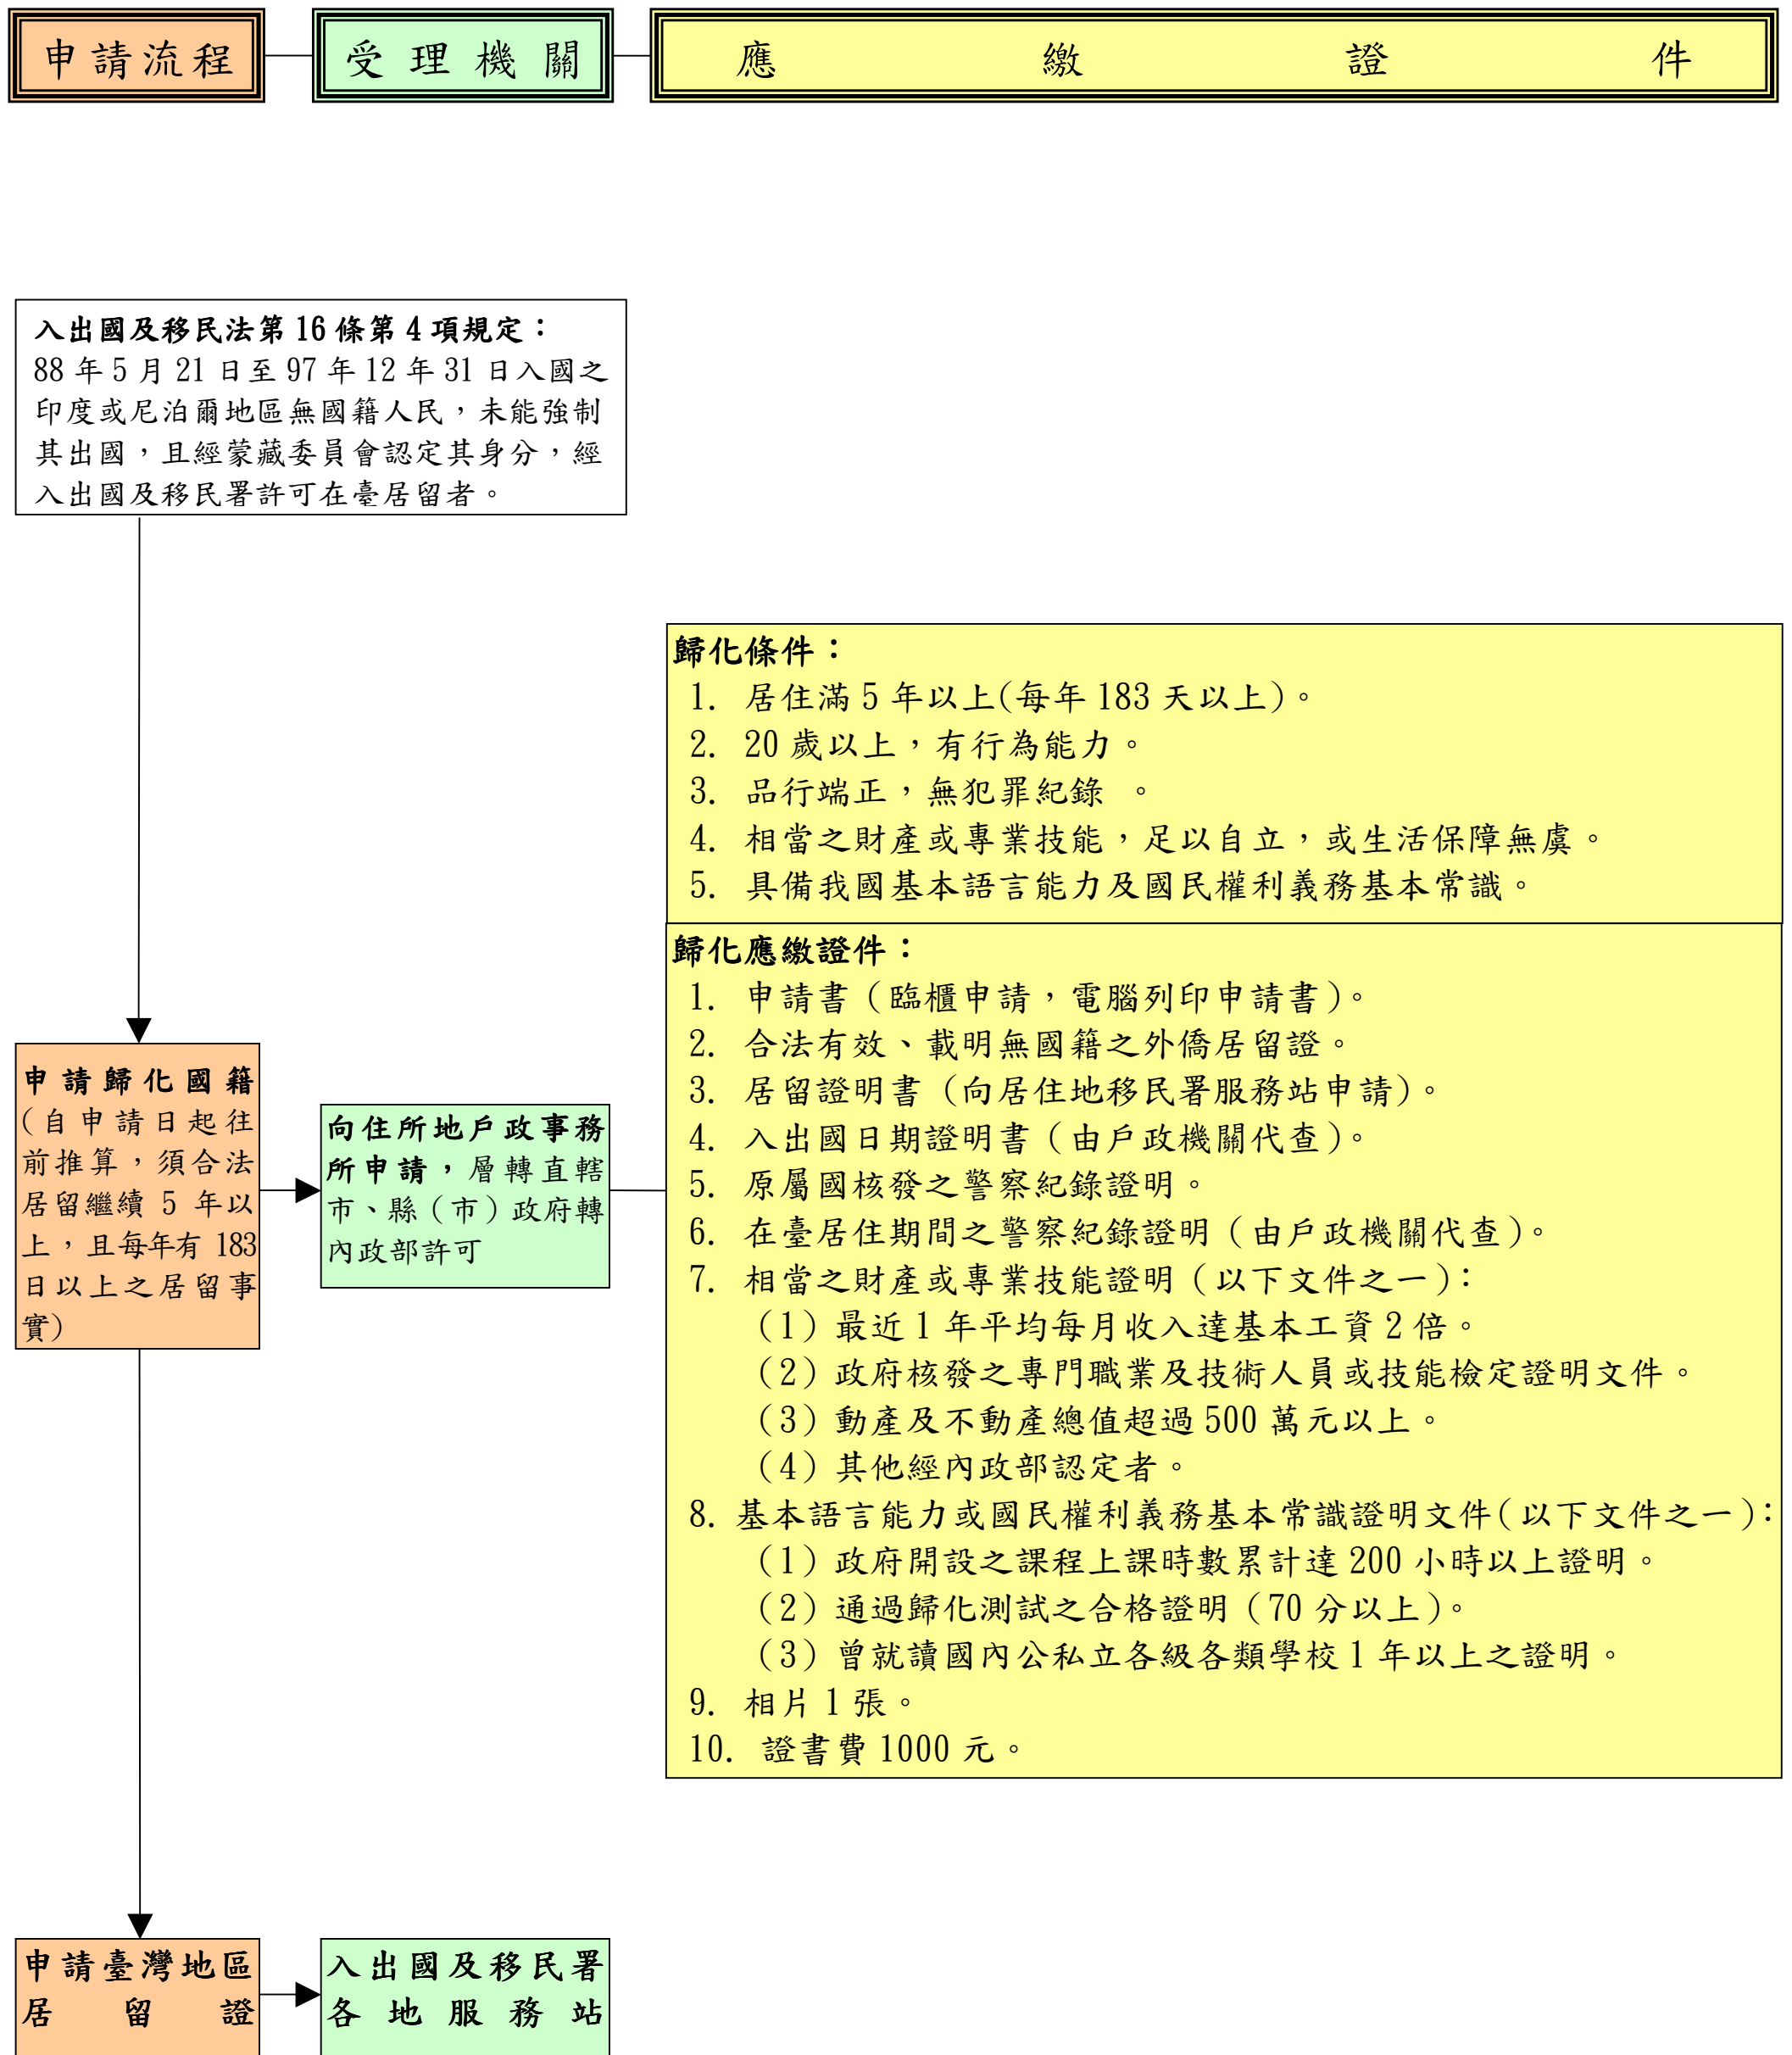 申請流程
受理機關
應繳證件
入出國及移民法第16條第4項規定：
88年5月21日至97年12年31日入國之
印度或尼泊爾地區無國籍人民，未能強制
其出國，且經蒙藏委員會認定其身分，經
入出國及移民署許可在臺居留者。
歸化條件：
1. 居住滿5年以上(每年183天以上)。
2. 20歲以上，有行為能力。
3. 品行端正，無犯罪紀錄 。
4. 相當之財產或專業技能，足以自立，或生活保障無虞。
5. 具備我國基本語言能力及國民權利義務基本常識。
歸化應繳證件：
1. 申請書（臨櫃申請，電腦列印申請書）。
2. 合法有效、載明無國籍之外僑居留證。
3. 居留證明書（向居住地移民署服務站申請）。
4. 入出國日期證明書（由戶政機關代查）。
5. 原屬國核發之警察紀錄證明。
6. 在臺居住期間之警察紀錄證明（由戶政機關代查）。
7. 相當之財產或專業技能證明（以下文件之一）：
（1）最近1年平均每月收入達基本工資2倍。
（2）政府核發之專門職業及技術人員或技能檢定證明文件。
（3）動產及不動產總值超過500萬元以上。
（4）其他經內政部認定者。
8. 基本語言能力或國民權利義務基本常識證明文件（以下文件之一）：
（1）政府開設之課程上課時數累計達200小時以上證明。
（2）通過歸化測試之合格證明（70分以上）。
（3）曾就讀國內公私立各級各類學校1年以上之證明。
9. 相片1張。
10. 證書費1000元。
申請歸化國籍
(自申請日起往
前推算，須合法
居留繼續5年以
上，且每年有183
日以上之居留事
實)
向住所地戶政事務
所申請，層轉直轄
市、縣（市）政府轉
內政部許可
申請臺灣地區
居留證
入出國及移民署
各地服務站